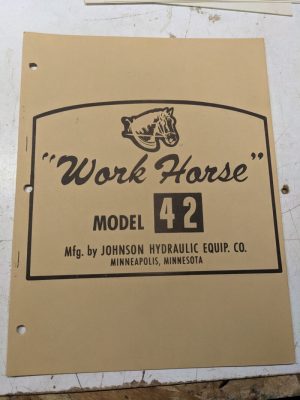 "Work Horse"
MODEL 42
Mfg. by JOHNSON HYDRAULIC EQUIP. CO.
MINNEAPOLIS, MINNESOTA